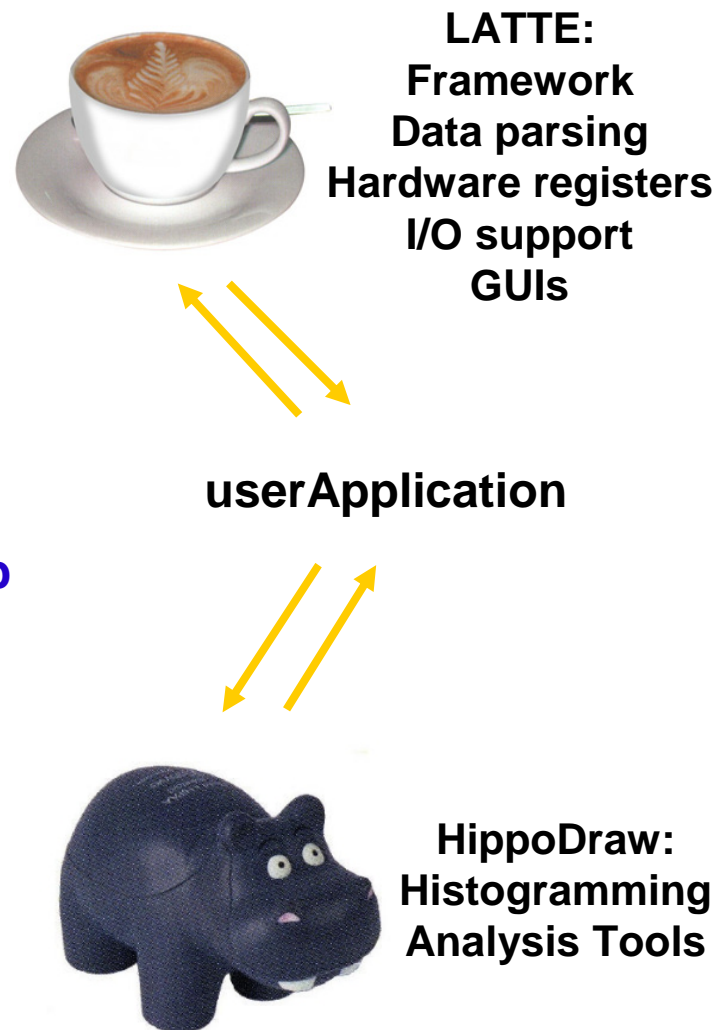 LATTE:
Framework
Data parsing
Hardware registers
I/O support
GUIs
userApplication
HippoDraw:
Histogramming
Analysis Tools